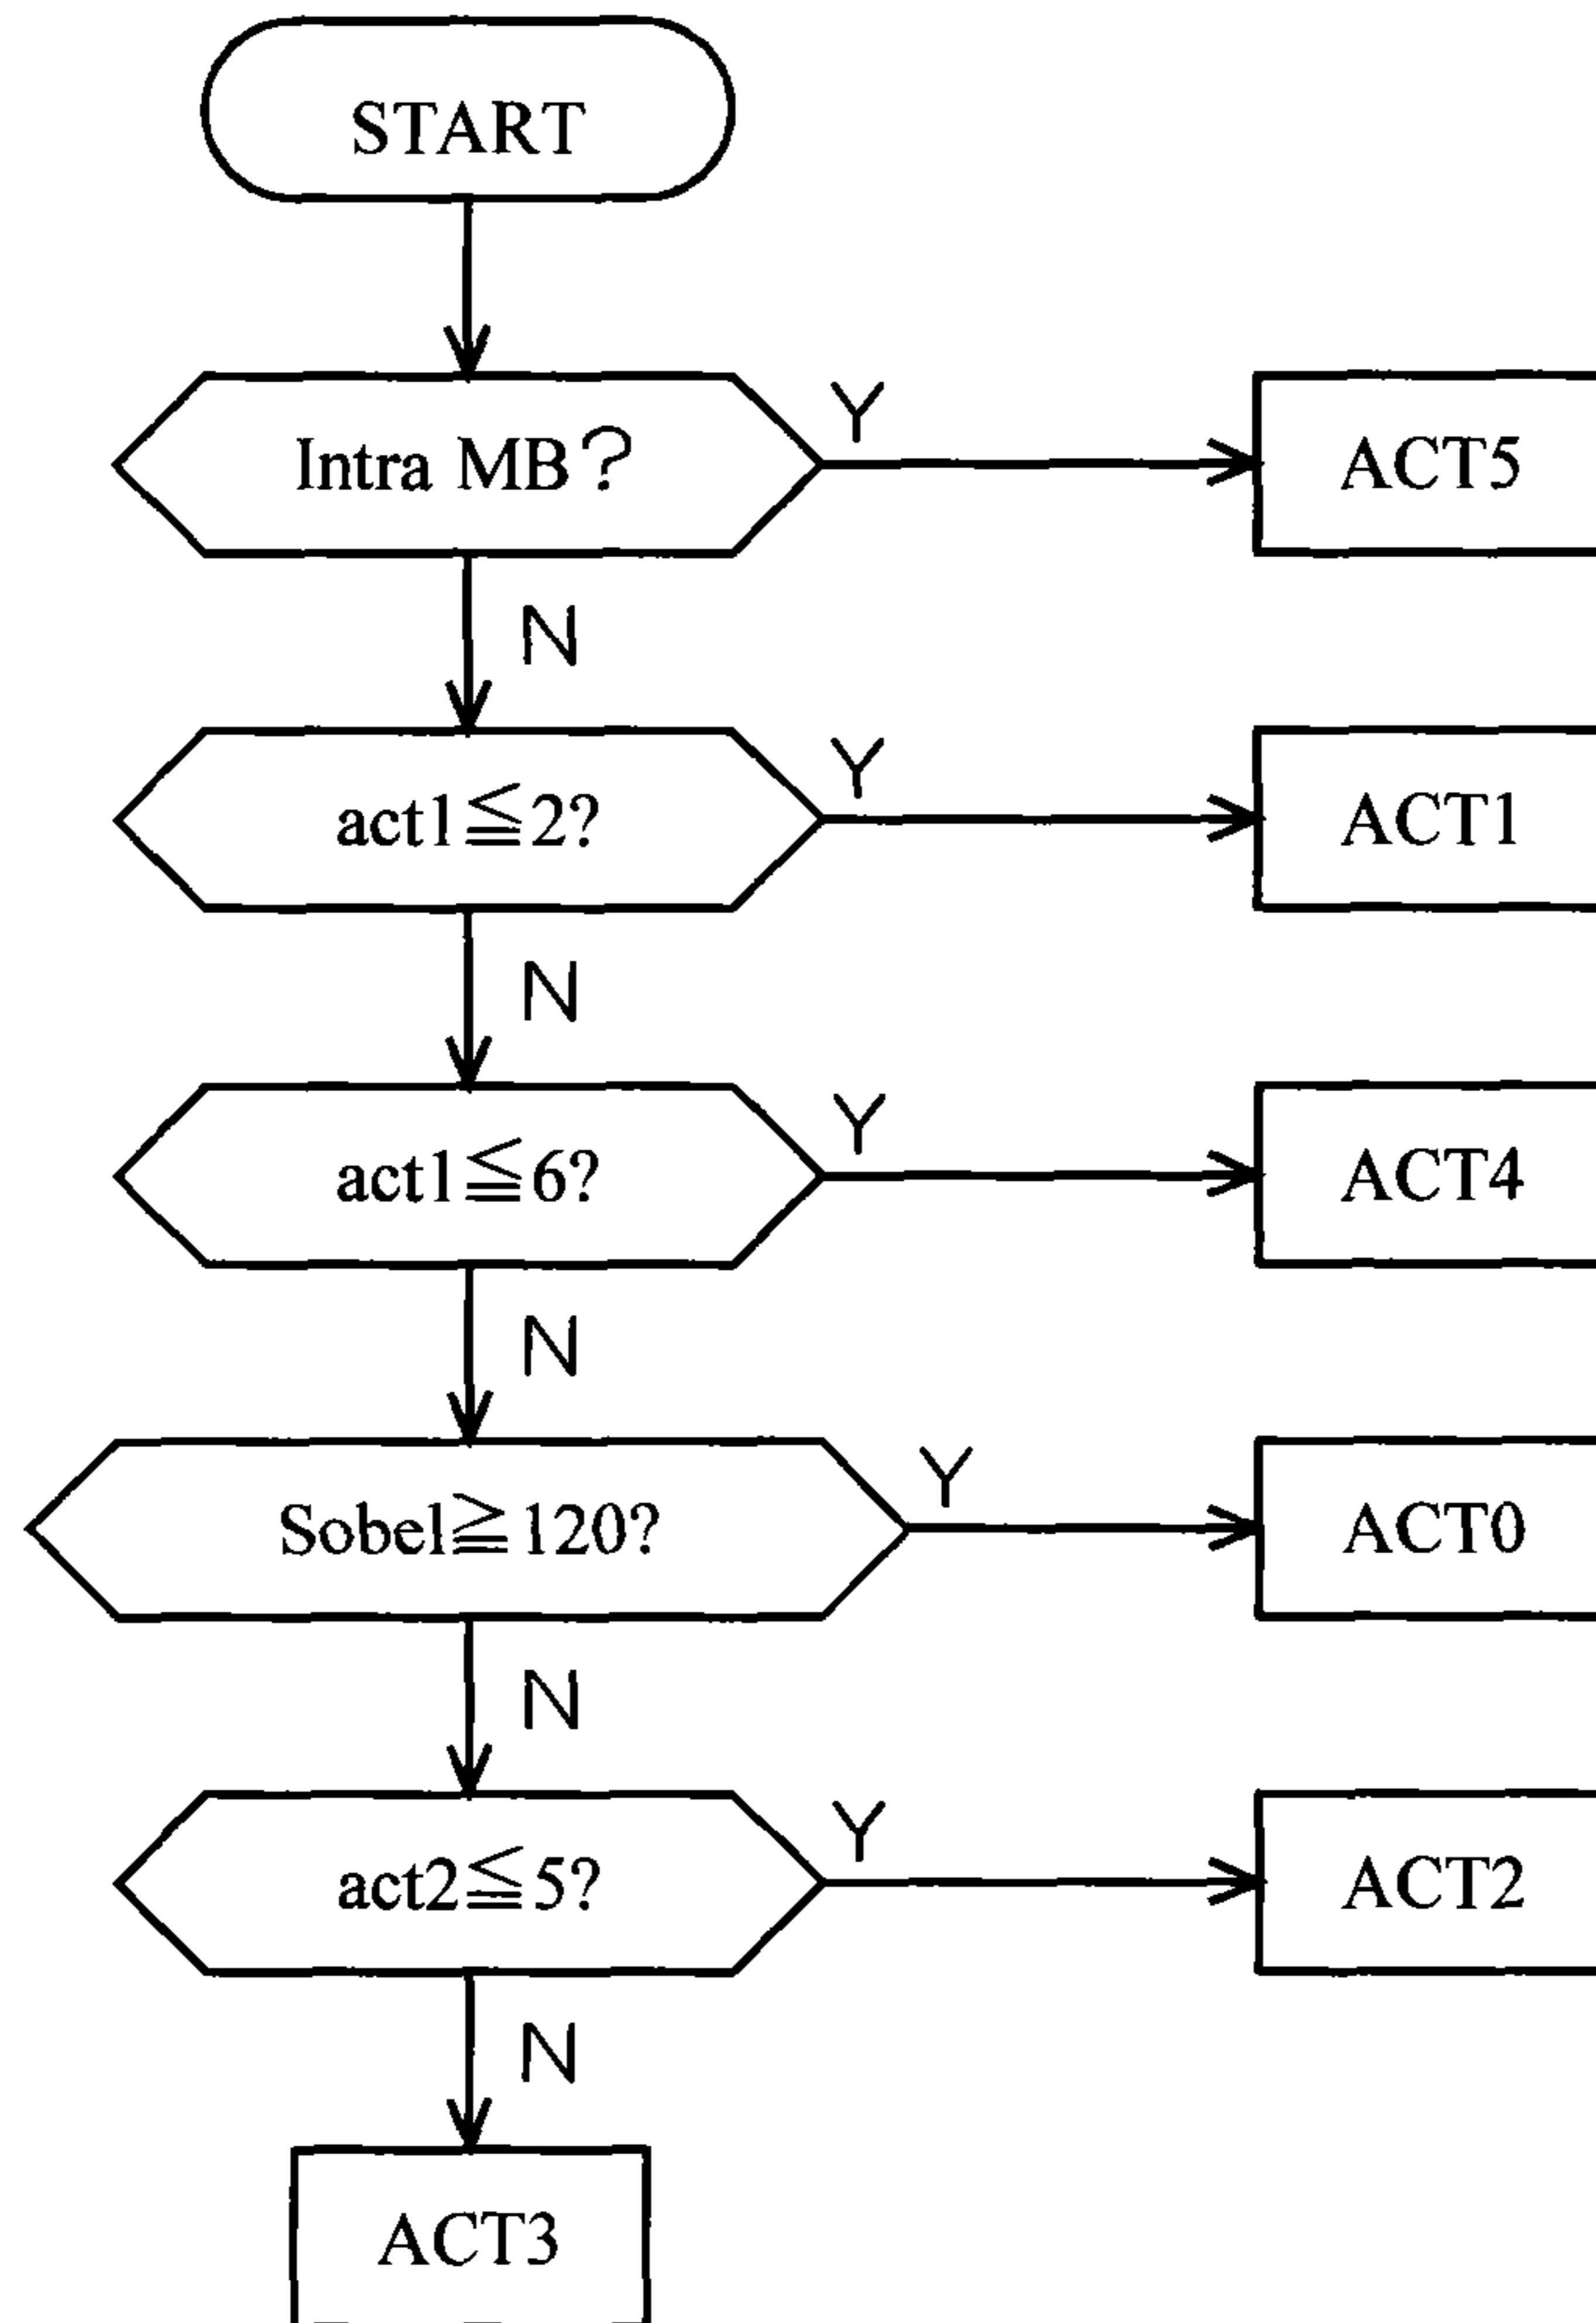 START
Intra MB?
Y
ACT5
N
act1≦2?
Y
ACT1
N
act1≦6?
Y
ACT4
N
Sobel≧120?
Y
ACT0
N
act2≦5?
Y
ACT2
N
ACT3